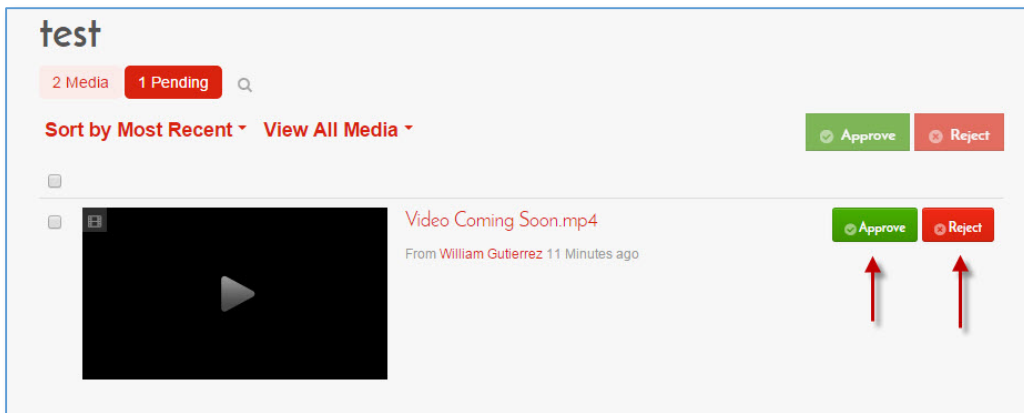 test
2 Media 1 Pending
Sort by Most Recent View All Media Approve Reject
Video Coming Soon.mp4 Approve Reject
From William Gutierrez 11 Minutes ago